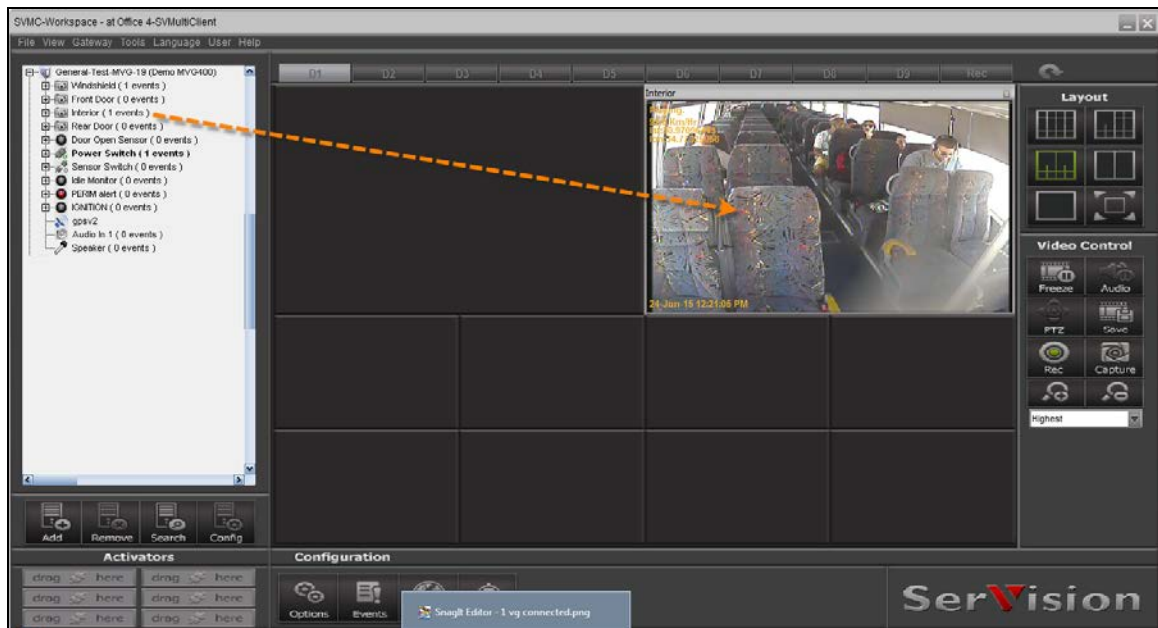 SVMC-Workspace - at Office 4-SVMultiClient
File View Gateway Tools Language User Help
General-Test-MVG-19 (Demo MVG400)
Windshield ( 1 events )
Front Door ( 0 events )
Interior ( 1 events )
Rear Door ( 0 events )
Door Open Sensor ( 0 events )
Power Switch ( 1 events )
Sensor Switch ( 0 events )
Idle Monitor ( 0 events )
PERIM alert ( 0 events )
IGNITION ( 0 events )
gpsv2
Audio In 1 ( 0 events )
Speaker ( 0 events )
Add Remove Search Config
Activators
drag here drag here
drag here drag here
drag here drag here
D1 D2 D3 D4 D5 D6 D7 D8 D9 Rec
Interior
24-Jun-15 12:21:06 PM
Configuration
Options Events
SnagIt Editor - 1 vg connected.png
Layout
Video Control
Freeze Audio
PTZ Save
Rec Capture
Highest
SerVision